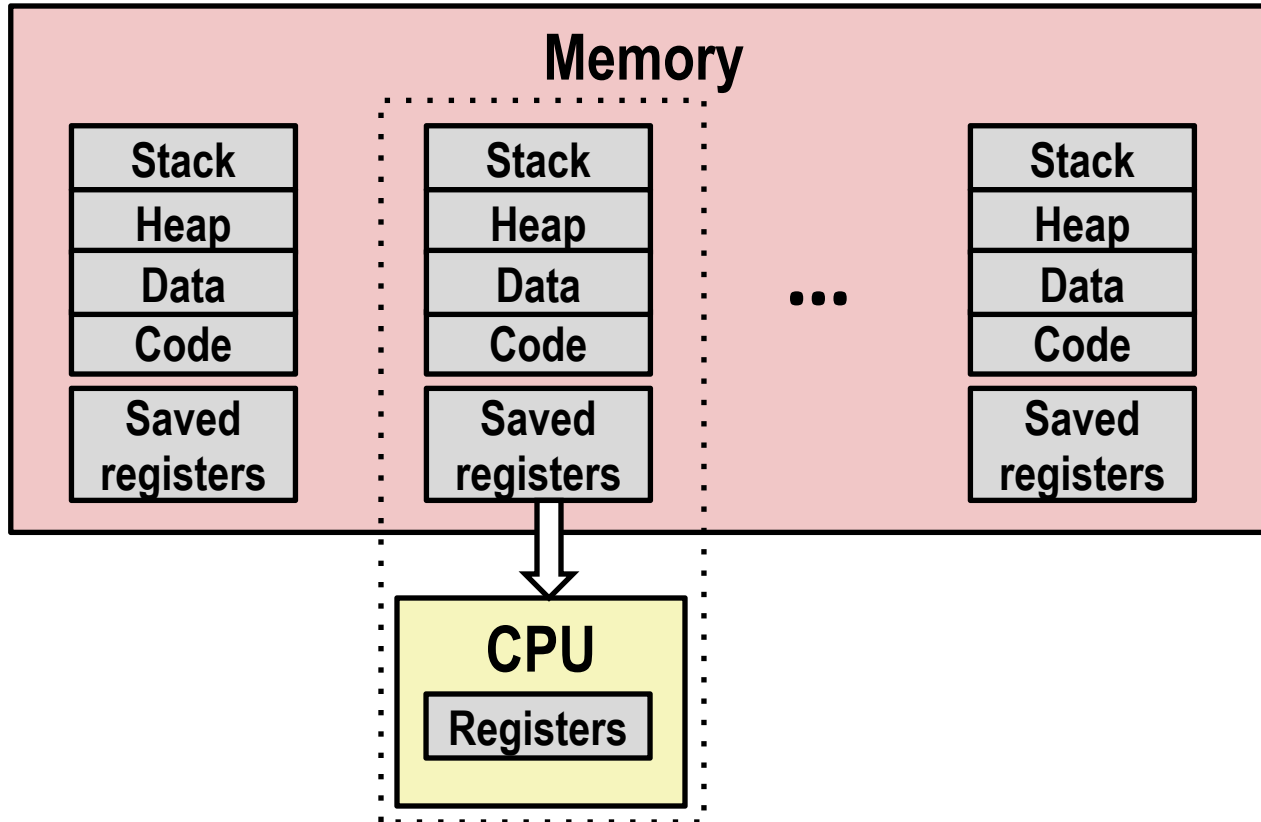 Memory
Stack
Heap
Data
Code
Saved
registers
Stack
Heap
Data
Code
Saved
registers
...
Stack
Heap
Data
Code
Saved
registers
CPU
Registers